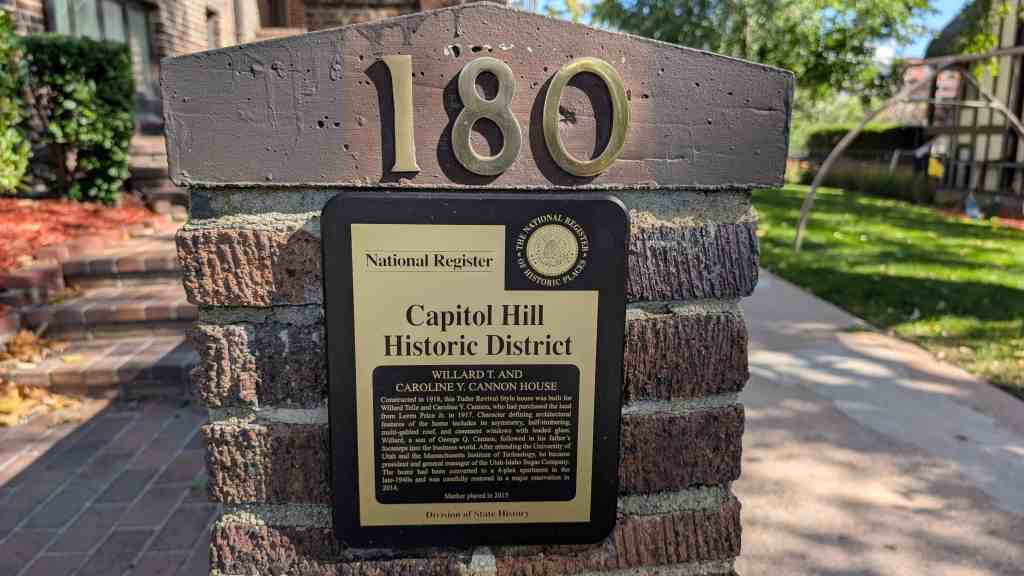 180
THE NATIONAL REGISTER
OF HISTORIC PLACES
National Register
Capitol Hill
Historic District
WILLARD T. AND
CAROLINE Y. CANNON HOUSE
Constructed in 1918, this Tudor Revival Style house was built for
Willard Telle and Caroline Y. Cannon, who had purchased the land
from Loren Price Jr. in 1917. Character defining architectural
features of the home includes its asymmetry, half-timbering,
multi-gabled roof, and casement windows with leaded glass.
Willard, a son of George Q. Cannon, followed in his father's
footsteps into the business world. After attending the University of
Utah and the Massachusetts Institute of Technology, he became
president and general manager of the Utah-Idaho Sugar Company.
The home had been converted to a 4-plex apartment in the
late-1940s and was carefully restored in a major renovation in
2014.
Marker placed in 2015
Division of State History